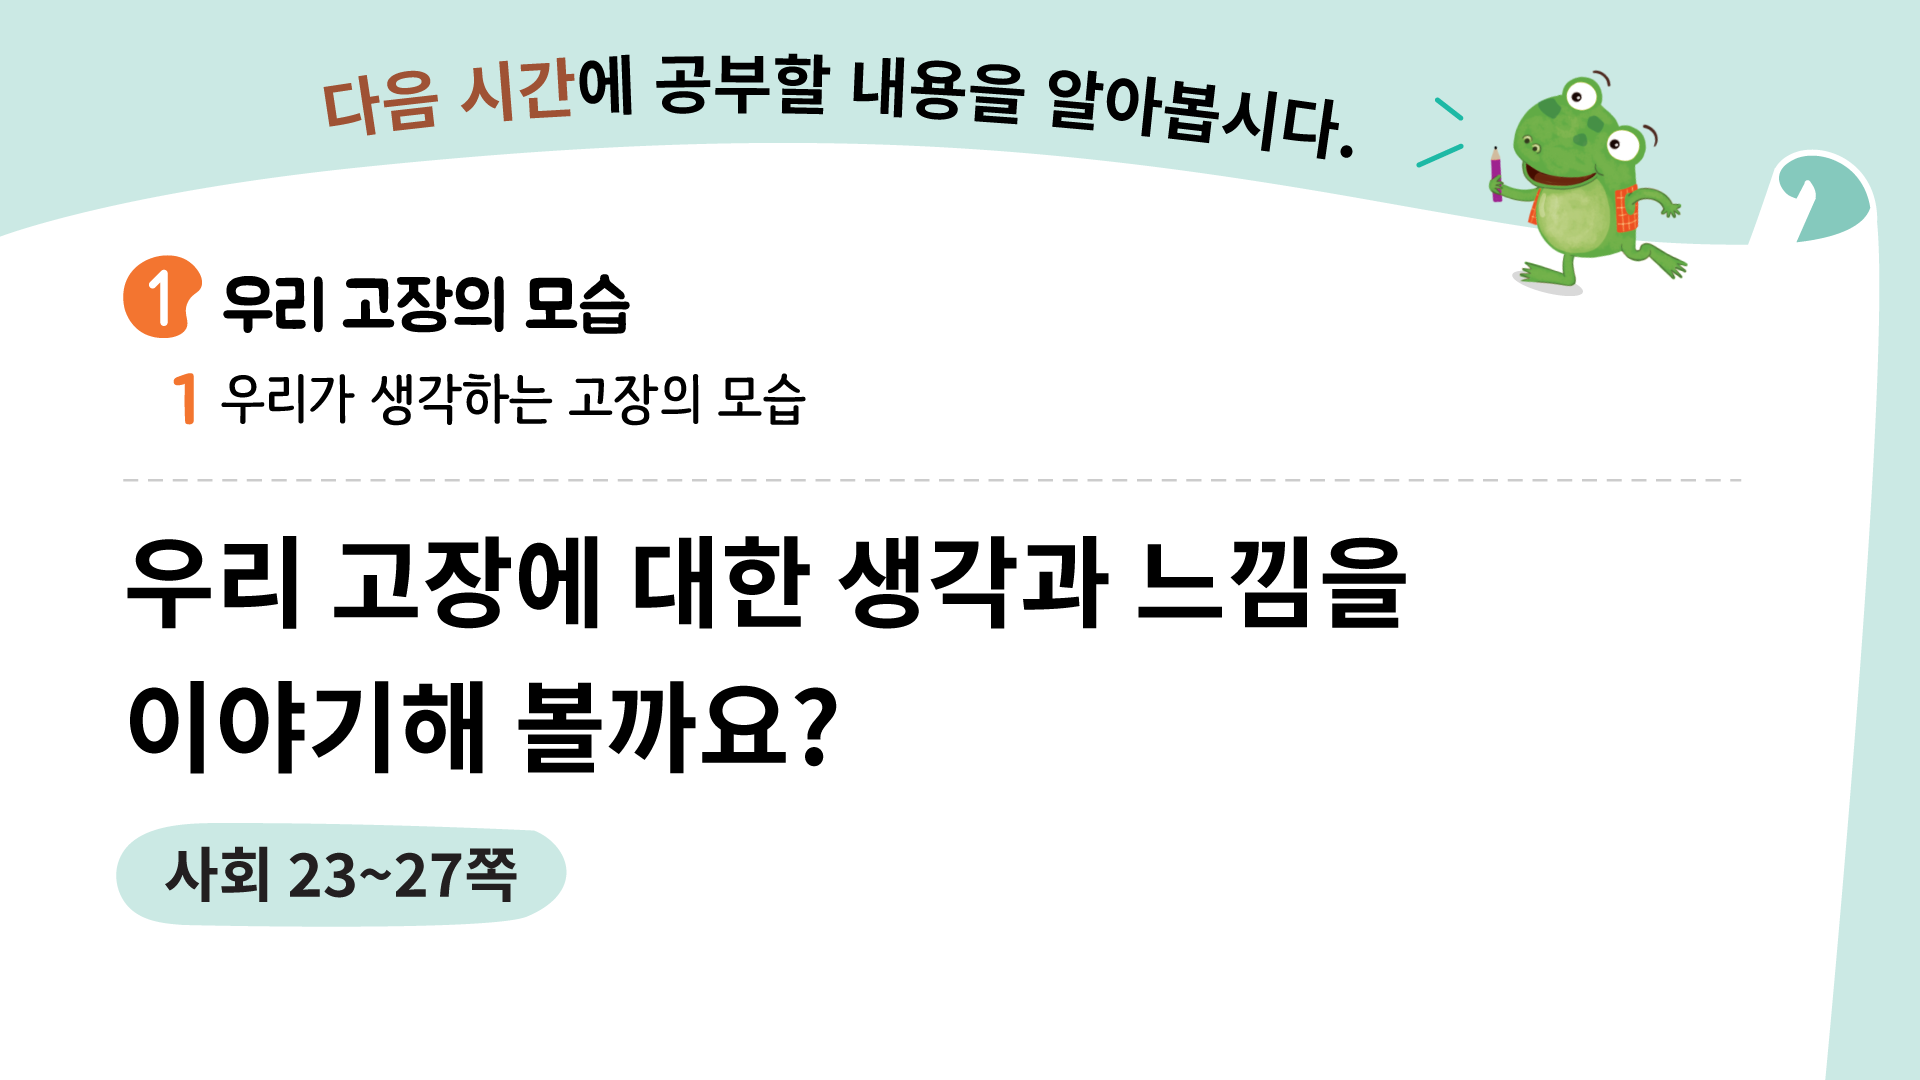 다음 시간에 공부할 내용을 알아봅시다.
1 우리 고장의 모습
1 우리가 생각하는 고장의 모습
우리 고장에 대한 생각과 느낌을
이야기해 볼까요?
사회 23~27쪽